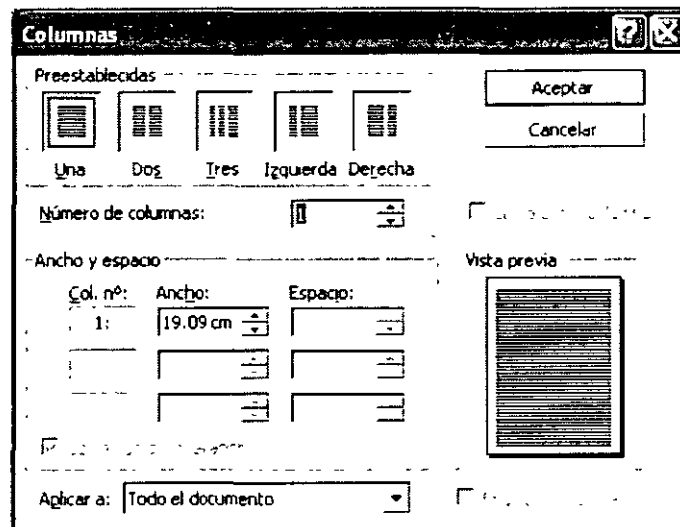 Columnas
Preestablecidas
Aceptar
Cancelar
Una Dos Tres Izquierda Derecha
Número de columnas: 1
Ancho y espacio
Vista previa
Col. nº: Ancho: Espacio:
1: 19.09 cm
Aplicar a: Todo el documento